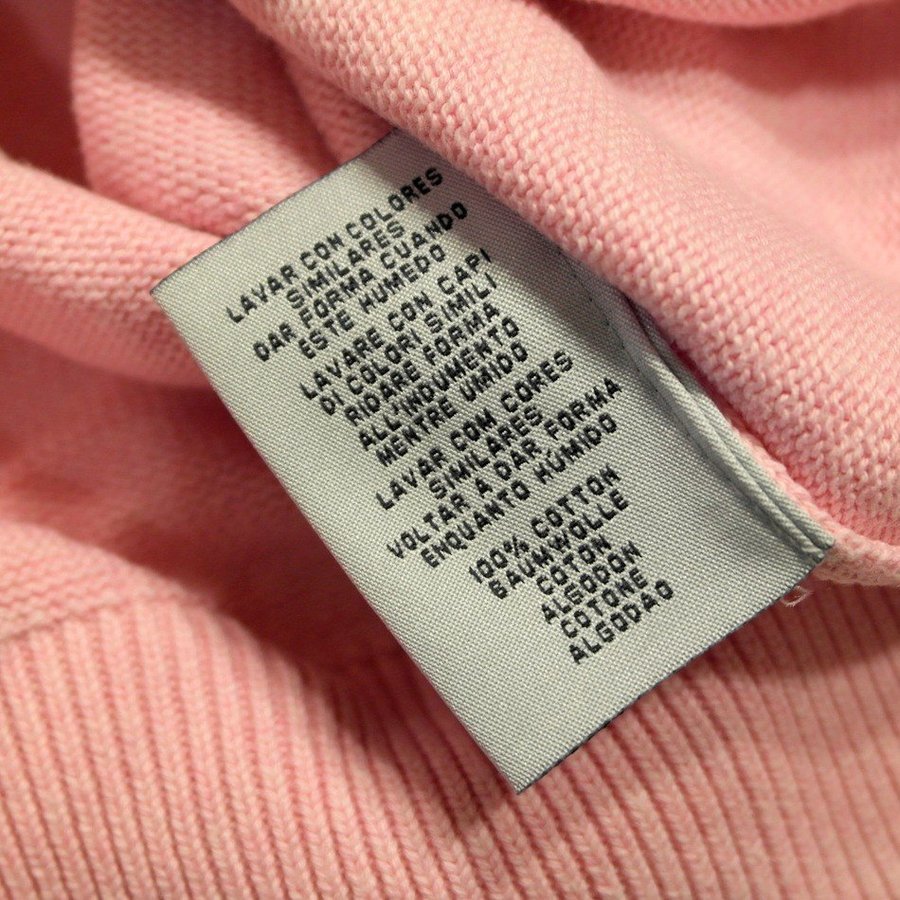 LAVAR CON COLORES
SIMILARES
DAR FORMA CUANDO
ESTE HUMEDO
LAVARE CON CAPI
DI COLORI SIMILI
RIDARE FORMA
ALL'INDUMENTO
MENTRE UMIDO
LAVAR COM CORES
SIMILARES
VOLTAR A DAR FORMA
ENQUANTO HÚMIDO
100% COTTON
BAUMWOLLE
COTON
ALGODON
COTONE
ALGODAO